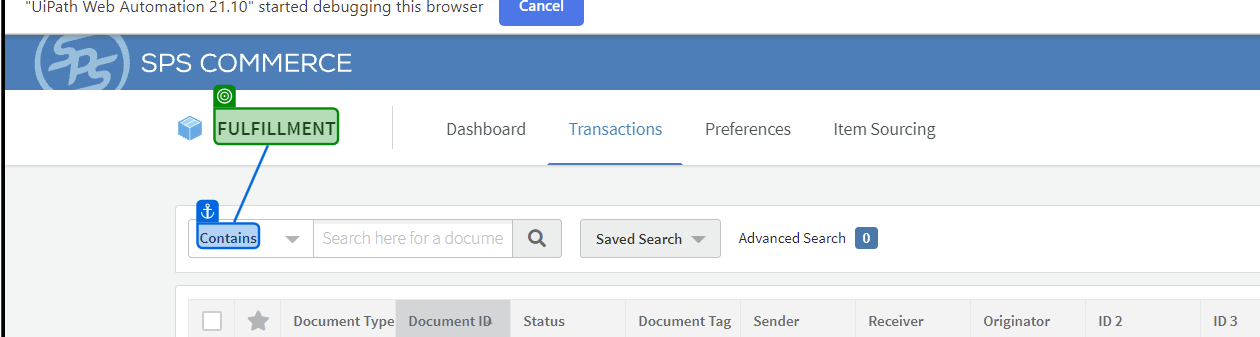 "UiPath Web Automation 21.10" started debugging this browser Cancel
SPS SPS COMMERCE
FULFILLMENT Dashboard Transactions Preferences Item Sourcing
Contains Search here for a docume Saved Search Advanced Search 0
Document Type Document ID Status Document Tag Sender Receiver Originator ID 2 ID 3